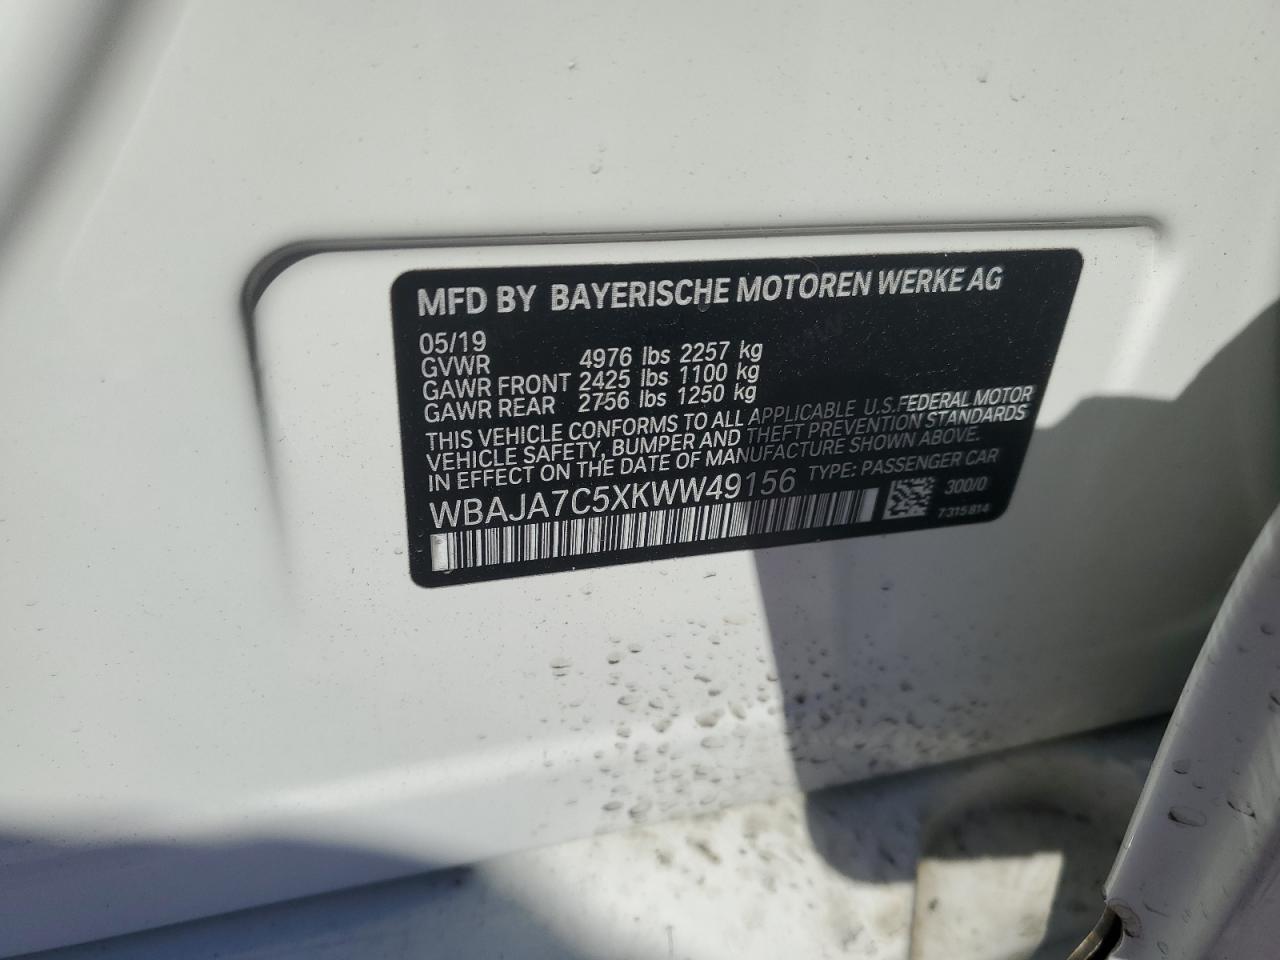 MFD BY BAYERISCHE MOTOREN WERKE AG
05/19
GVWR 4976 lbs 2257 kg
GAWR FRONT 2425 lbs 1100 kg
GAWR REAR 2756 lbs 1250 kg
THIS VEHICLE CONFORMS TO ALL APPLICABLE U.S.FEDERAL MOTOR
VEHICLE SAFETY, BUMPER AND THEFT PREVENTION STANDARDS
IN EFFECT ON THE DATE OF MANUFACTURE SHOWN ABOVE.
WBAJA7C5XKWW49156 TYPE: PASSENGER CAR
300/0
7315814